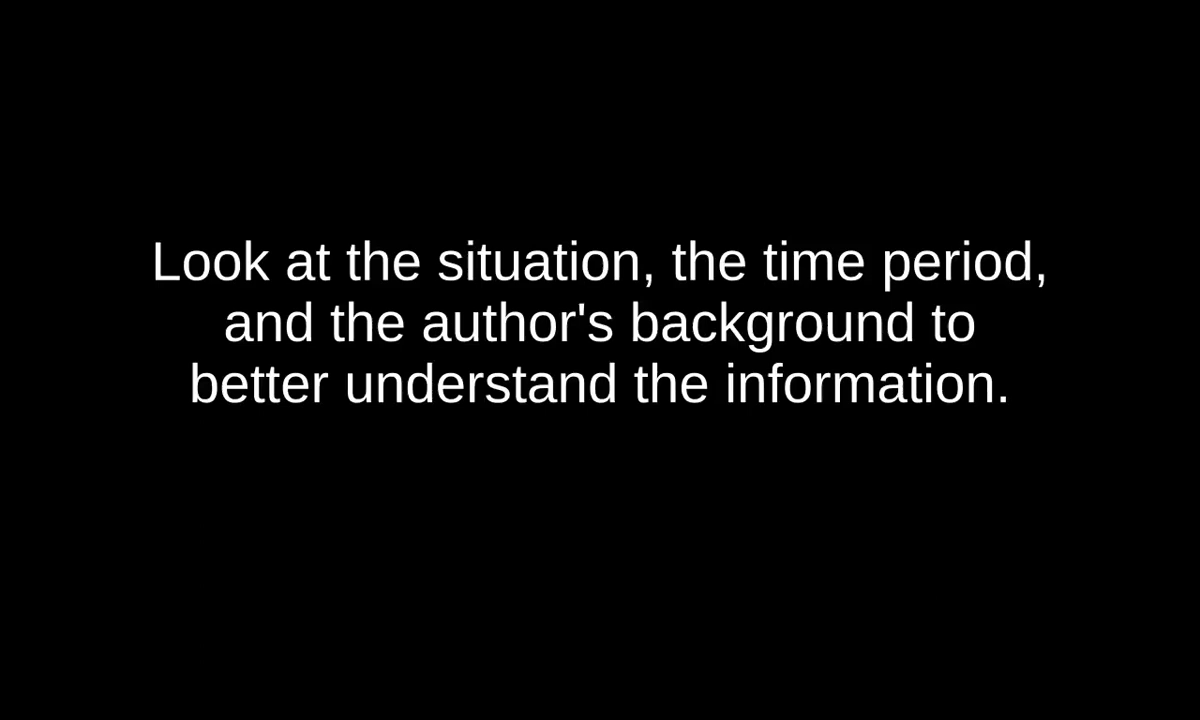 Look at the situation, the time period,
and the author's background to
better understand the information.